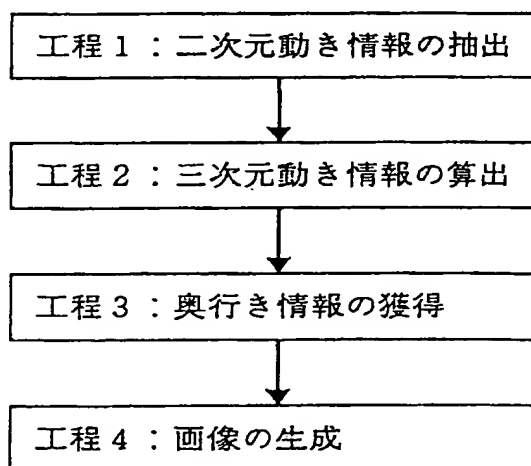 工程1：二次元動き情報の抽出
工程2：三次元動き情報の算出
工程3：奥行き情報の獲得
工程4：画像の生成